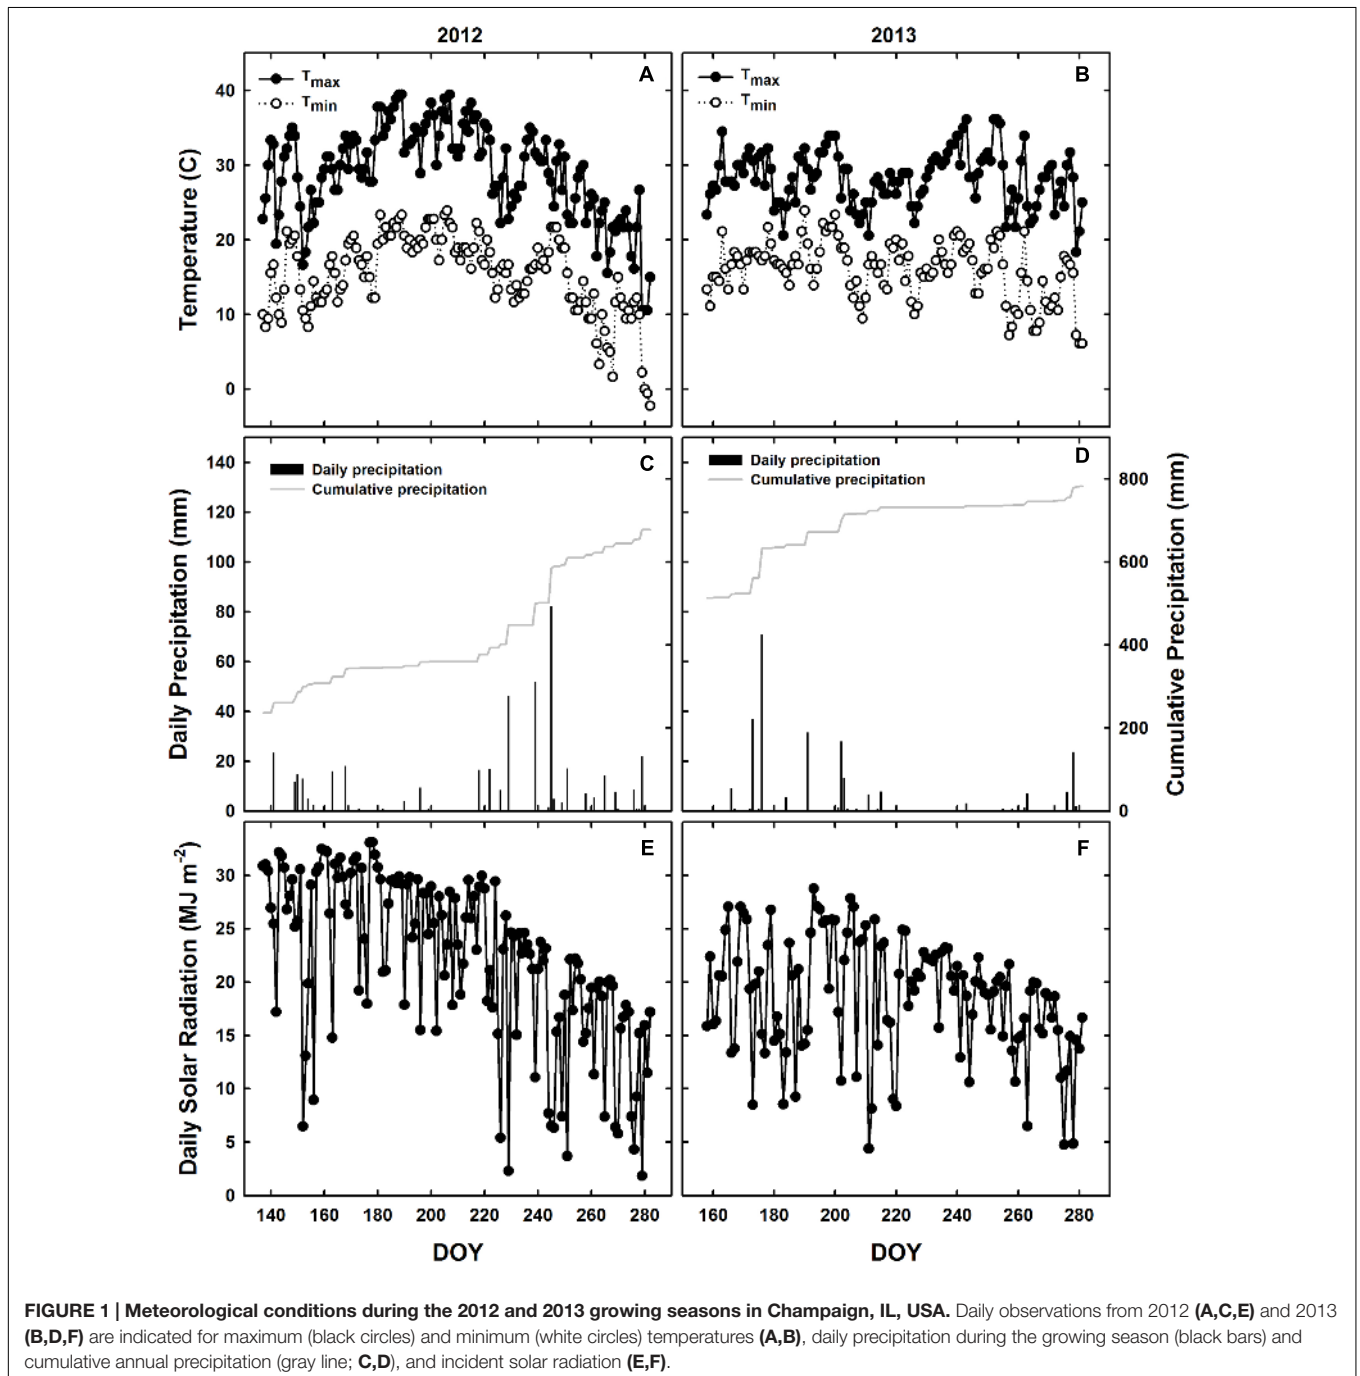 2012
2013
A
B
T max
T min
T max
T min
40
30
20
10
0
Temperature (C)
C
D
Daily precipitation
Cumulative precipitation
Daily precipitation
Cumulative precipitation
140
120
100
80
60
40
20
0
Daily Precipitation (mm)
800
600
400
200
0
Cumulative Precipitation (mm)
E
F
30
25
20
15
10
5
0
Daily Solar Radiation (MJ m-2)
140 160 180 200 220 240 260 280
160 180 200 220 240 260 280
DOY
DOY
FIGURE 1 | Meteorological conditions during the 2012 and 2013 growing seasons in Champaign, IL, USA. Daily observations from 2012 (A,C,E) and 2013
(B,D,F) are indicated for maximum (black circles) and minimum (white circles) temperatures (A,B), daily precipitation during the growing season (black bars) and
cumulative annual precipitation (gray line; C,D), and incident solar radiation (E,F).